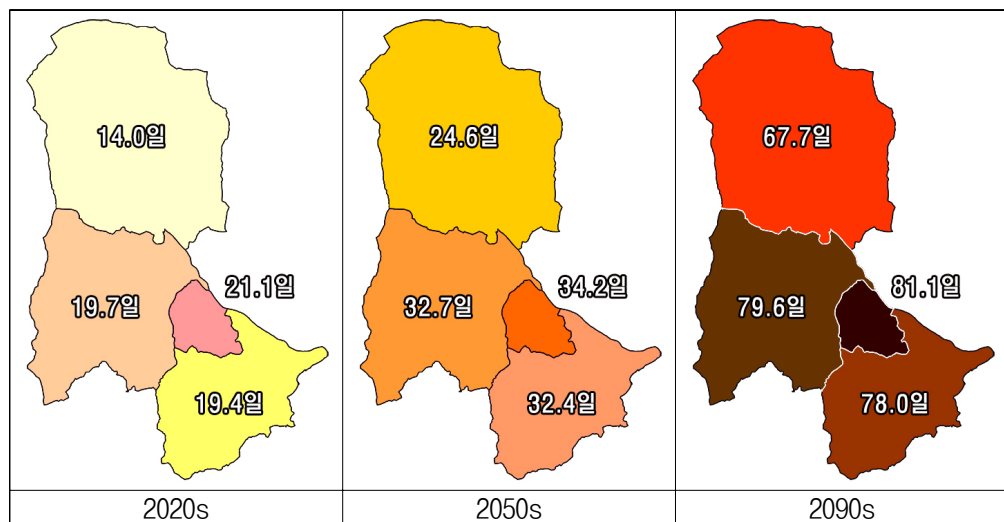 14.0일
24.6일
67.7일
19.7일
21.1일
32.7일
34.2일
79.6일
81.1일
19.4일
32.4일
78.0일
2020s
2050s
2090s